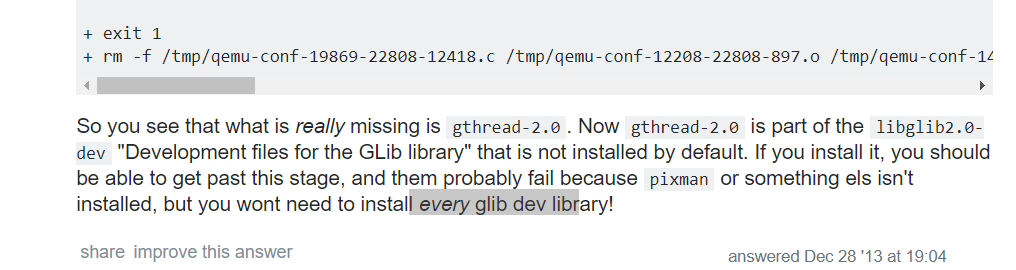 + exit 1
+ rm -f /tmp/qemu-conf-19869-22808-12418.c /tmp/qemu-conf-12208-22808-897.o /tmp/qemu-conf-14
So you see that what is really missing is gthread-2.0 . Now gthread-2.0 is part of the libglib2.0-
dev "Development files for the GLib library" that is not installed by default. If you install it, you should
be able to get past this stage, and them probably fail because pixman or something els isn't
installed, but you wont need to install every glib dev library!
share improve this answer
answered Dec 28 '13 at 19:04